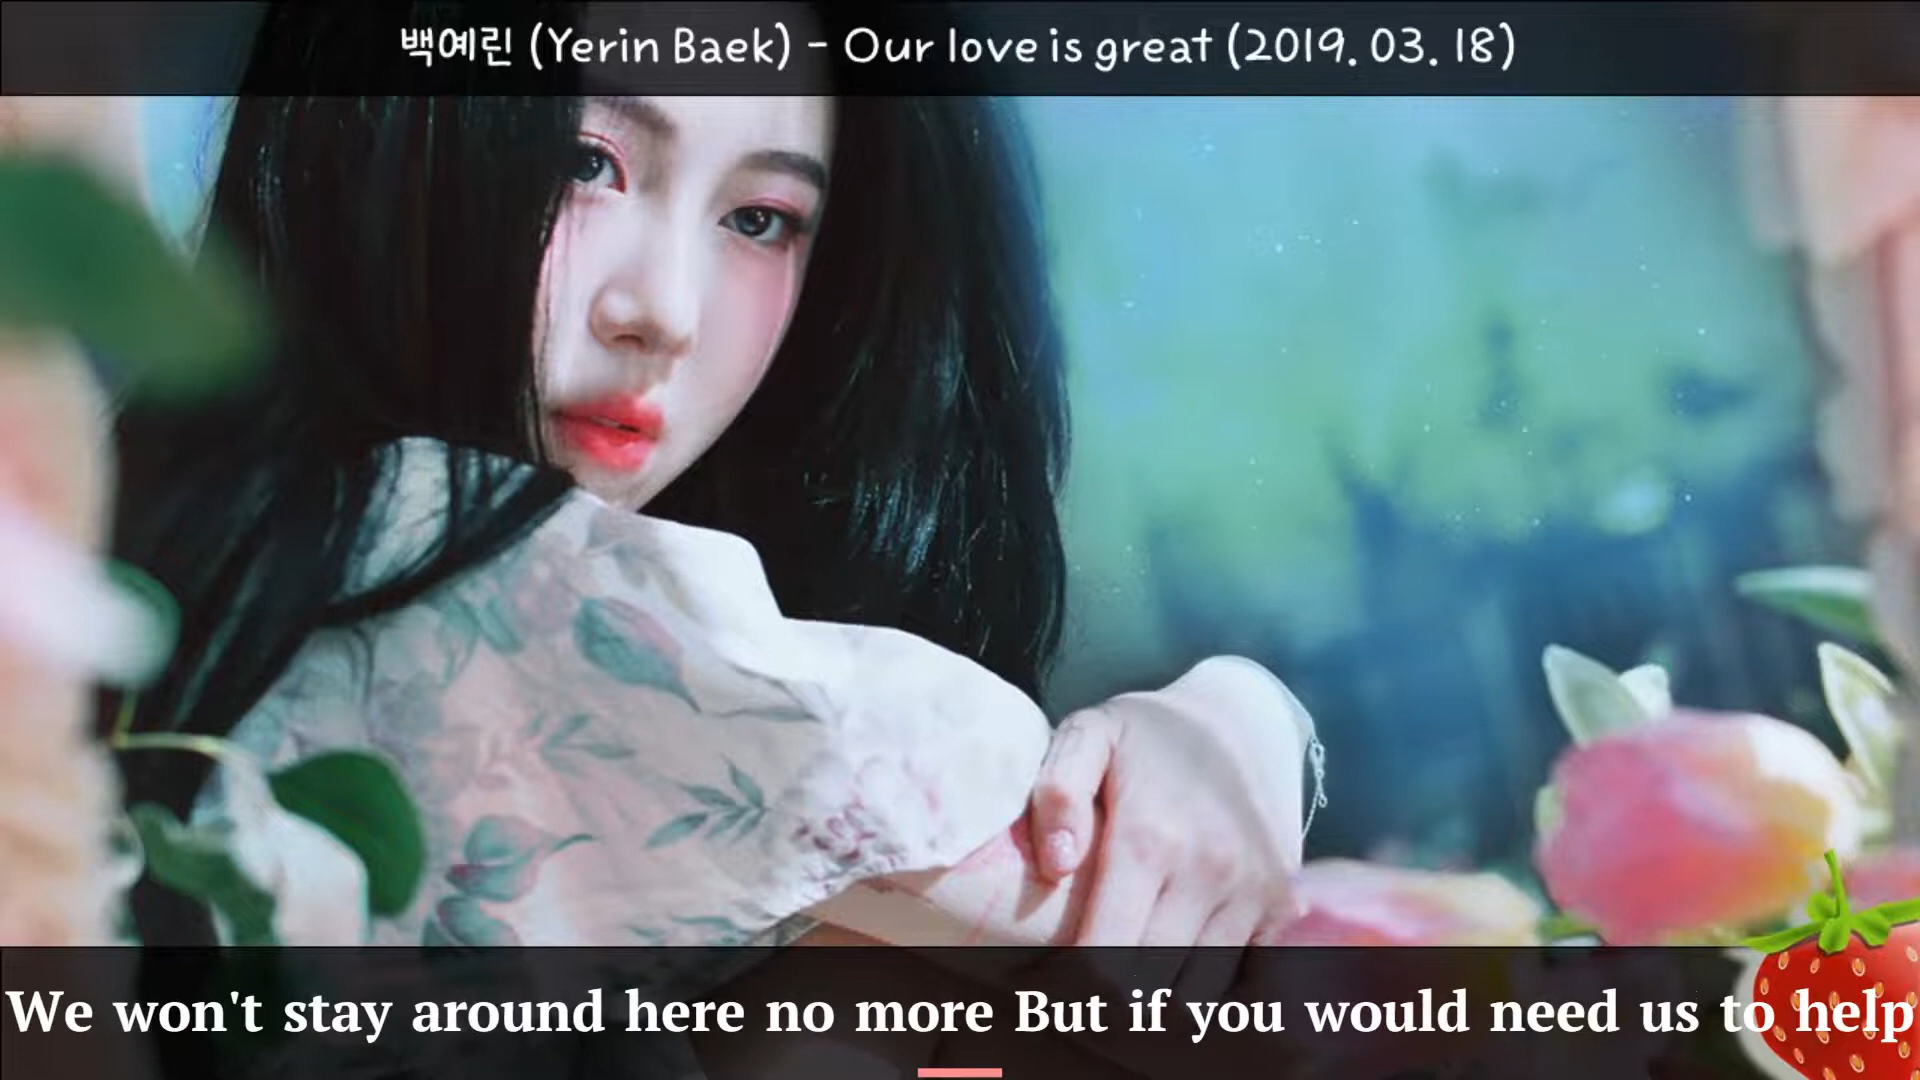 백예린 (Yerin Baek) - Our love is great (2019. 03. 18)
We won't stay around here no more But if you would need us to help